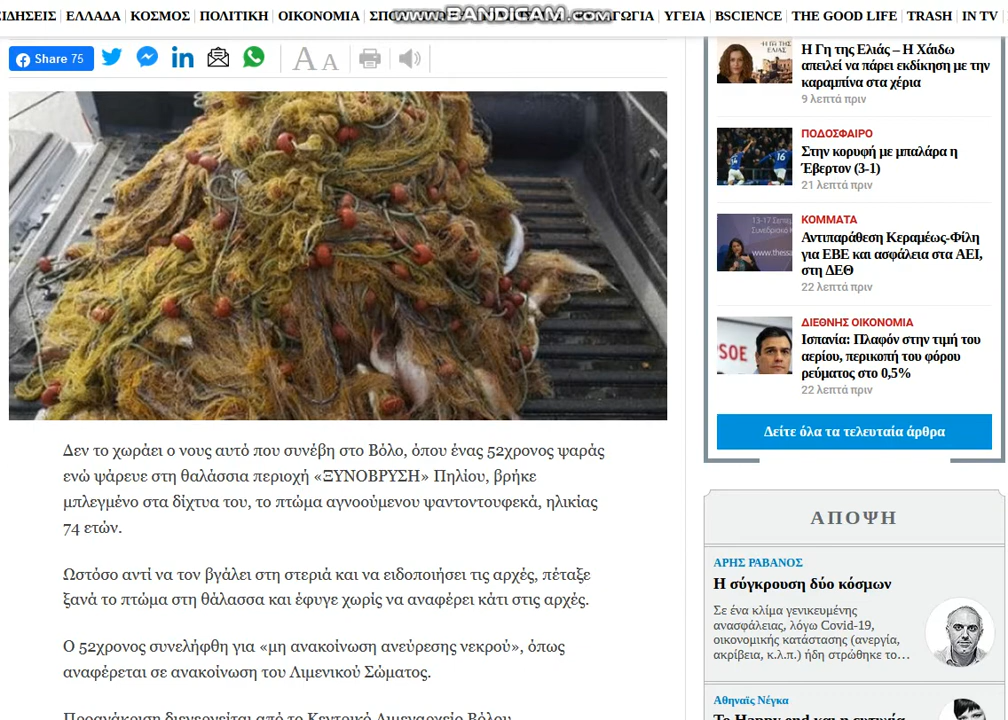 ΕΛΛΑΔΑ ΚΟΣΜΟΣ ΠΟΛΙΤΙΚΗ ΟΙΚΟΝΟΜΙΑ ΥΓΕΙΑ BSCIENCE THE GOOD LIFE TRASH IN TV
www.BANDICAM.com
Share 75
A A
Δεν το χωράει ο νους αυτό που συνέβη στο Βόλο, όπου ένας 52χρονος ψαράς
ενώ ψάρευε στη θαλάσσια περιοχή «ΞΥΝΟΒΡΥΣΗ» Πηλίου, βρήκε
μπλεγμένο στα δίχτυα του, το πτώμα αγνοούμενου ψαντοντουφεκά, ηλικίας
74 ετών.
Ωστόσο αντί να τον βγάλει στη στεριά και να ειδοποιήσει τις αρχές, πέταξε
ξανά το πτώμα στη θάλασσα και έφυγε χωρίς να αναφέρει κάτι στις αρχές.
Ο 52χρονος συνελήφθη για «μη ανακοίνωση ανεύρεσης νεκρού», όπως
αναφέρεται σε ανακοίνωση του Λιμενικού Σώματος.
Προανάκριση διενεργείται από το Κεντρικό Λιμεναρχείο Βόλου
Η Γη της Ελιάς – Η Χάιδω
απειλεί να πάρει εκδίκηση με την
καραμπίνα στα χέρια
9 λεπτά πριν
ΠΟΔΟΣΦΑΙΡΟ
Στην κορυφή με μπαλάρα η
Έβερτον (3-1)
21 λεπτά πριν
ΚΟΜΜΑΤΑ
Αντιπαράθεση Κεραμέως-Φίλη
για ΕΒΕ και ασφάλεια στα ΑΕΙ,
στη ΔΕΘ
22 λεπτά πριν
ΔΙΕΘΝΗΣ ΟΙΚΟΝΟΜΙΑ
Ισπανία: Πλαφόν στην τιμή του
αερίου, περικοπή του φόρου
ρεύματος στο 0,5%
22 λεπτά πριν
Δείτε όλα τα τελευταία άρθρα
ΑΠΟΨΗ
ΑΡΗΣ ΡΑΒΑΝΟΣ
Η σύγκρουση δύο κόσμων
Σε ένα κλίμα γενικευμένης
ανασφάλειας, λόγω Covid-19,
οικονομικής κατάστασης (ανεργία,
ακρίβεια, κ.λ.π.) ήδη στρώθηκε το…
Αθηναΐς Νέγκα
Το Happy end και η ευτυχία